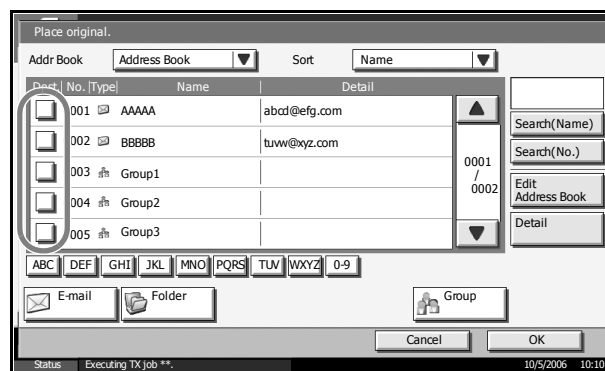 Place original.
Addr Book Address Book Sort Name
Dest. No. Type Name Detail
001 AAAAA abcd@efg.com
002 BBBBB tuvw@xyz.com
003 Group1
004 Group2
005 Group3
0001
/
0002
Search(Name)
Search(No.)
Edit
Address Book
Detail
ABC DEF GHI JKL MNO PQRS TUV WXYZ 0-9
E-mail Folder Group
Cancel OK
Status Executing TX job **. 10/5/2006 10:10